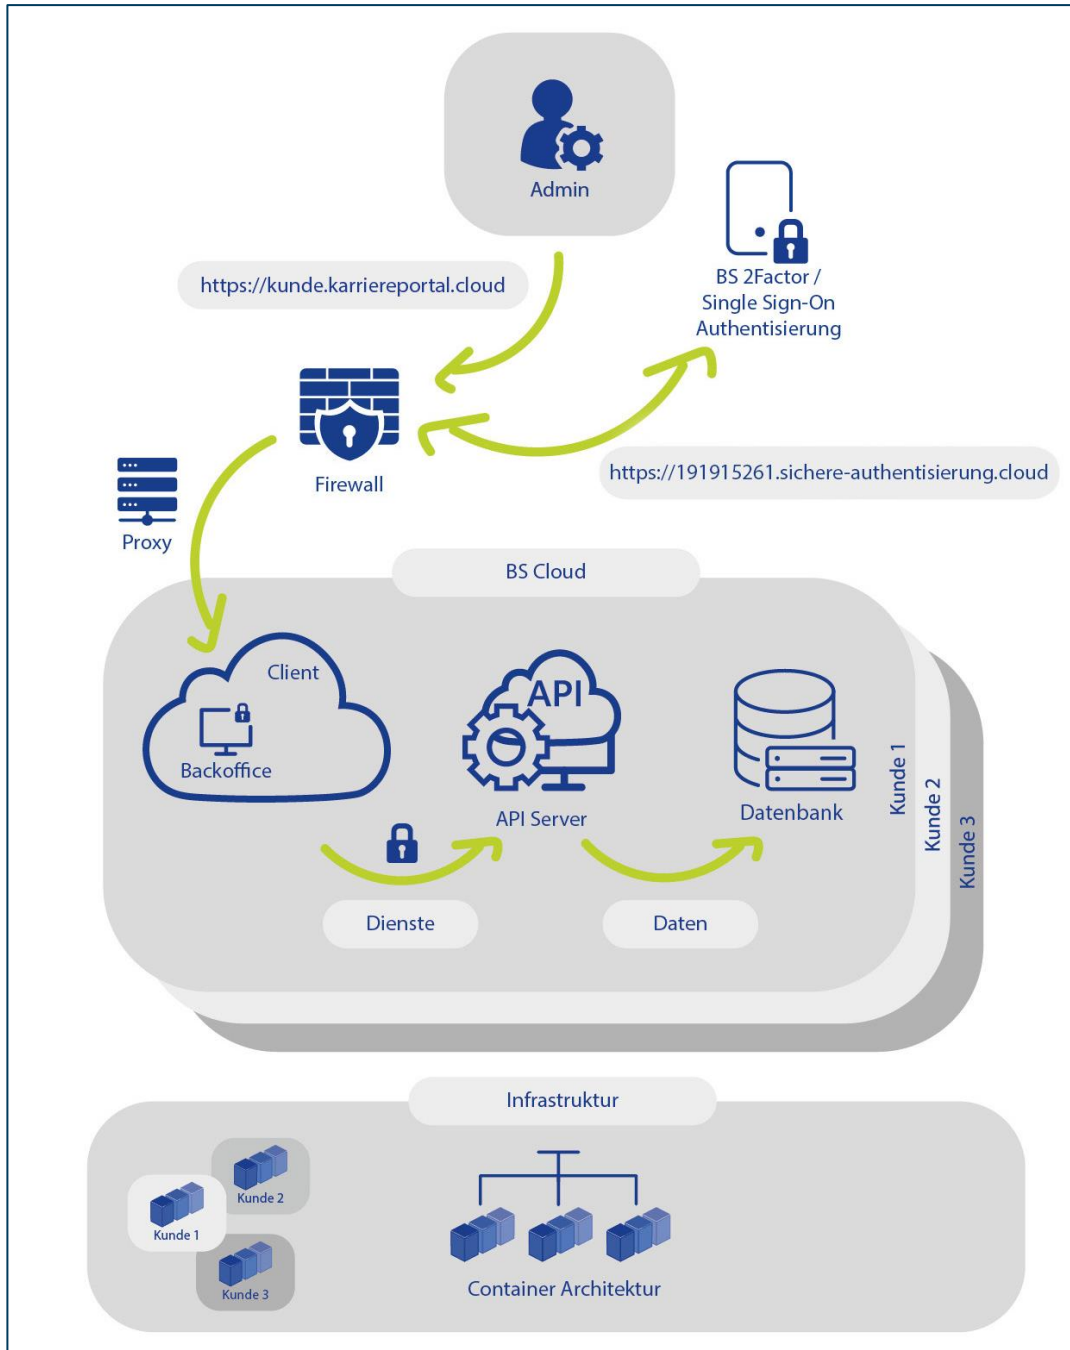 Admin
https://kunde.karriereportal.cloud
BS 2Factor /
Single Sign-On
Authentisierung
Firewall
https://191915261.sichere-authentisierung.cloud
Proxy
BS Cloud
Client
Backoffice
API
API Server
Datenbank
Kunde 1
Kunde 2
Kunde 3
Dienste
Daten
Infrastruktur
Kunde 2
Kunde 1
Kunde 3
Container Architektur